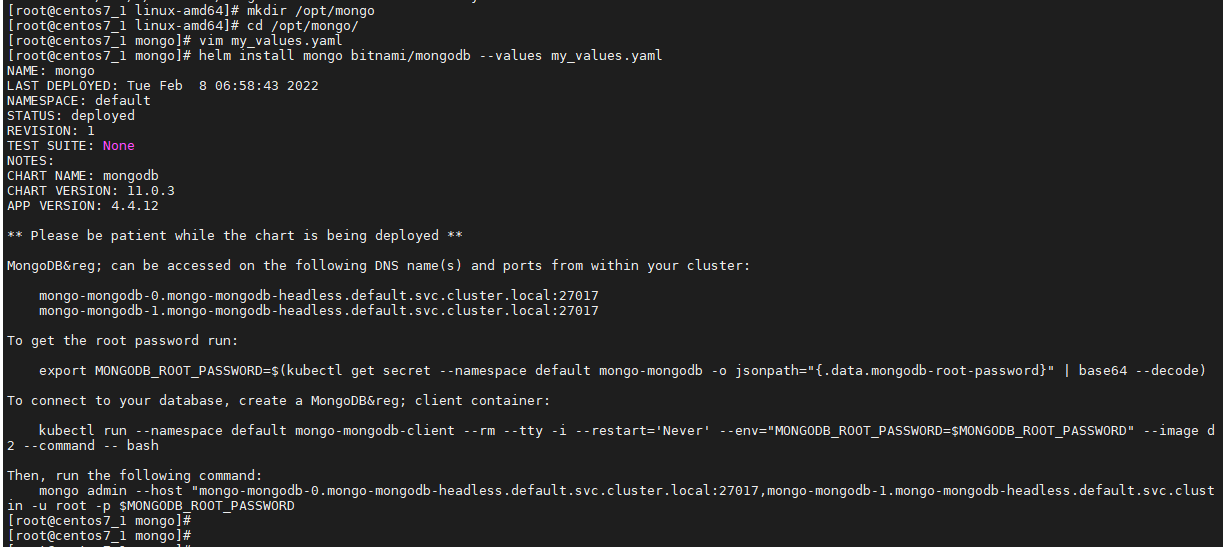 [root@centos7_1 linux-amd64]# mkdir /opt/mongo
[root@centos7_1 linux-amd64]# cd /opt/mongo/
[root@centos7_1 mongo]# vim my_values.yaml
[root@centos7_1 mongo]# helm install mongo bitnami/mongodb --values my_values.yaml
NAME: mongo
LAST DEPLOYED: Tue Feb  8 06:58:43 2022
NAMESPACE: default
STATUS: deployed
REVISION: 1
TEST SUITE: None
NOTES:
CHART NAME: mongodb
CHART VERSION: 11.0.3
APP VERSION: 4.4.12
** Please be patient while the chart is being deployed **
MongoDB&reg; can be accessed on the following DNS name(s) and ports from within your cluster:
    mongo-mongodb-0.mongo-mongodb-headless.default.svc.cluster.local:27017
    mongo-mongodb-1.mongo-mongodb-headless.default.svc.cluster.local:27017
To get the root password run:
    export MONGODB_ROOT_PASSWORD=$(kubectl get secret --namespace default mongo-mongodb -o jsonpath="{.data.mongodb-root-password}" | base64 --decode)
To connect to your database, create a MongoDB&reg; client container:
    kubectl run --namespace default mongo-mongodb-client --rm --tty -i --restart='Never' --env="MONGODB_ROOT_PASSWORD=$MONGODB_ROOT_PASSWORD" --image d
2 --command -- bash
Then, run the following command:
    mongo admin --host "mongo-mongodb-0.mongo-mongodb-headless.default.svc.cluster.local:27017,mongo-mongodb-1.mongo-mongodb-headless.default.svc.clust
in -u root -p $MONGODB_ROOT_PASSWORD
[root@centos7_1 mongo]#
[root@centos7_1 mongo]#